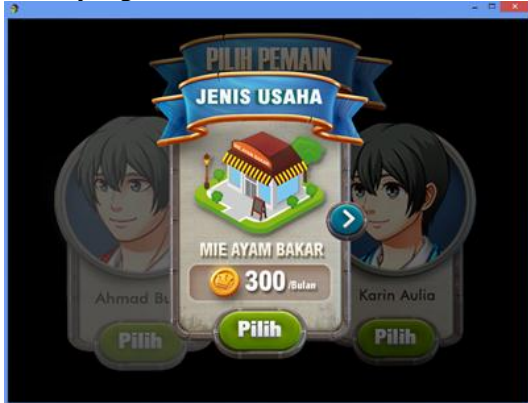 PILIH PEMAIN
JENIS USAHA
MIE AYAM BAKAR
300 /Bulan
Pilih
Ahmad Bu
Pilih
Karin Aulia
Pilih